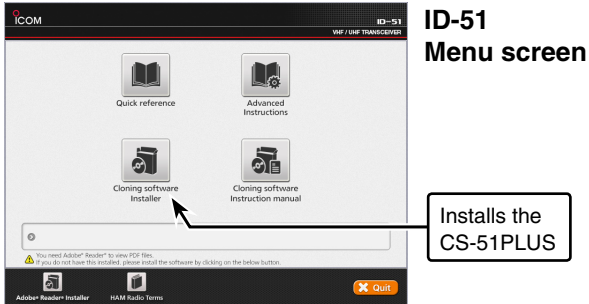 ICOM
ID-51
VHF / UHF TRANSCEIVER
ID-51
Menu screen
Quick reference
Advanced
Instructions
Cloning software
Installer
Cloning software
Instruction manual
Installs the
CS-51PLUS
You need Adobe® Reader® to view PDF files.
If you do not have this installed, please install the software by clicking on the below button.
Adobe® Reader® Installer
HAM Radio Terms
Quit